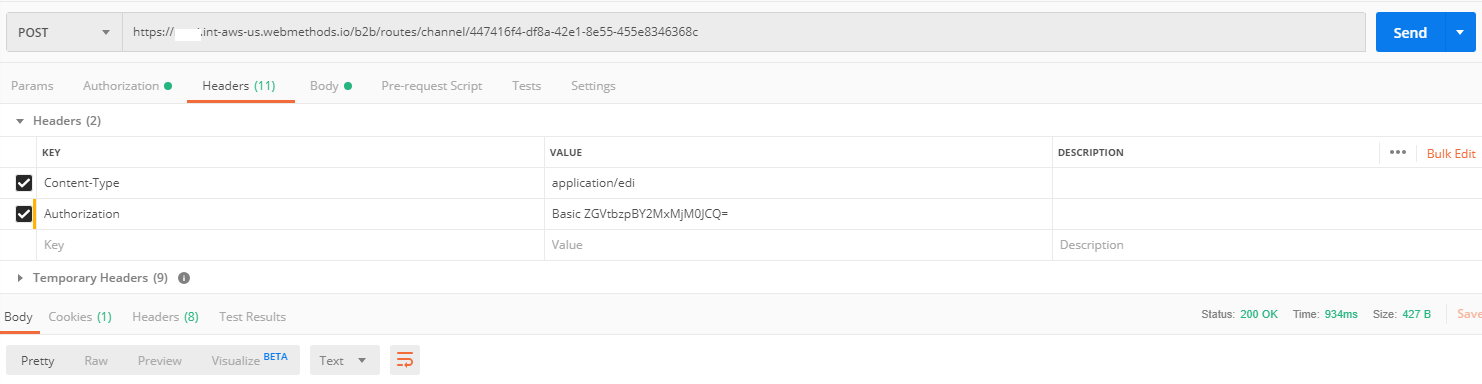 POST https:// .int-aws-us.webmethods.io/b2b/routes/channel/447416f4-df8a-42e1-8e55-455e8346368c Send
Params Authorization Headers (11) Body Pre-request Script Tests Settings
Headers (2)
KEY VALUE DESCRIPTION ••• Bulk Edit
Content-Type application/edi
Authorization Basic ZGVtbzpBY2MxMjM0JCQ=
Key Value Description
Temporary Headers (9) i
Body Cookies (1) Headers (8) Test Results Status: 200 OK Time: 934ms Size: 427 B Save
Pretty Raw Preview Visualize BETA Text